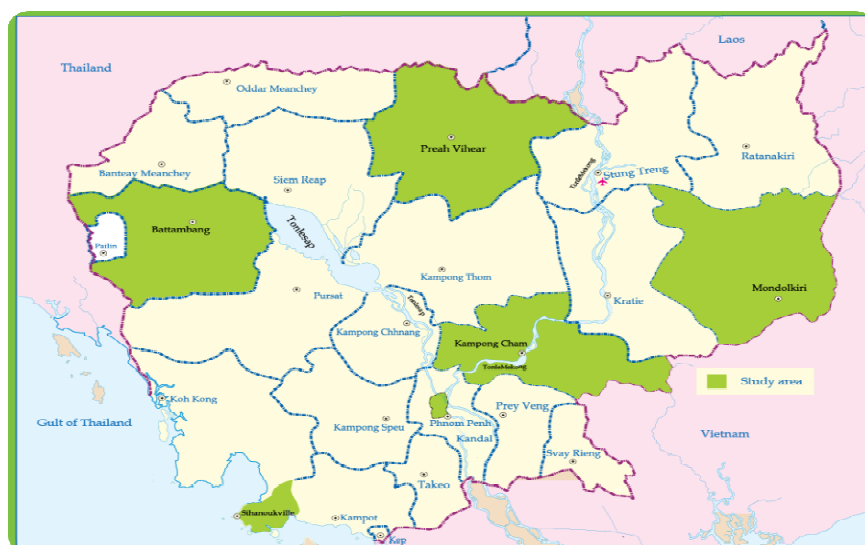 Laos
Thailand
Oddar Meanchey
Preah Vihear
Stung Treng
Ratanakiri
Banteay Meanchey
Siem Reap
Battambang
Tonlesap
Pailin
Kampong Thom
Mondolkiri
Pursat
Kratie
Kampong Chhnang
Kampong Cham
TonleMekong
Study area
Koh Kong
Gulf of Thailand
Kampong Speu
Phnom Penh
Prey Veng
Kandal
Vietnam
Svay Rieng
Takeo
Sihanoukville
Kampot
Kep